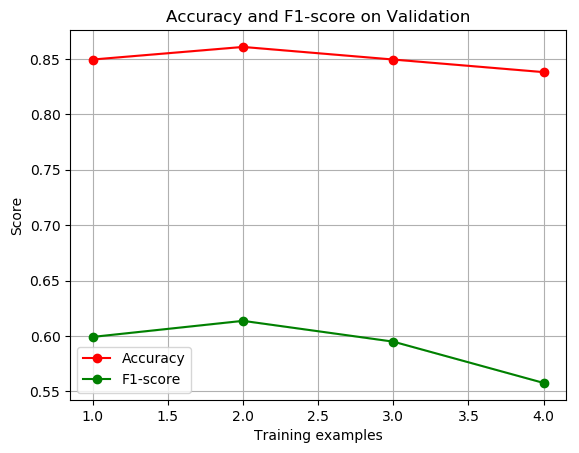 Accuracy and F1-score on Validation
0.85
0.80
0.75
0.70
0.65
0.60
0.55
Score
Accuracy
F1-score
1.0 1.5 2.0 2.5 3.0 3.5 4.0
Training examples